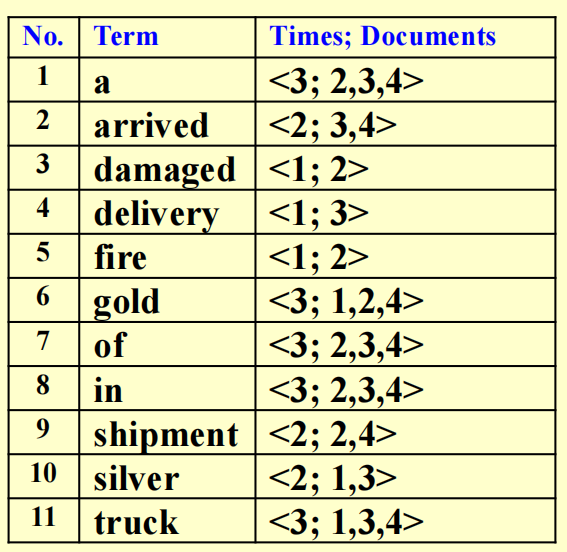 No. Term Times; Documents
1 a <3; 2,3,4>
2 arrived <2; 3,4>
3 damaged <1; 2>
4 delivery <1; 3>
5 fire <1; 2>
6 gold <3; 1,2,4>
7 of <3; 2,3,4>
8 in <3; 2,3,4>
9 shipment <2; 2,4>
10 silver <2; 1,3>
11 truck <3; 1,3,4>